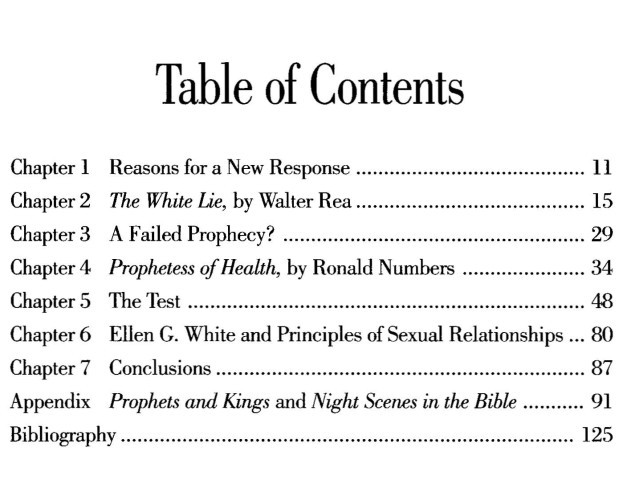 Table of Contents
Chapter 1 Reasons for a New Response ........................................ 11
Chapter 2 The White Lie, by Walter Rea ........................................ 15
Chapter 3 A Failed Prophecy? ..................................................... 29
Chapter 4 Prophetess of Health, by Ronald Numbers ...................... 34
Chapter 5 The Test ...................................................................... 48
Chapter 6 Ellen G. White and Principles of Sexual Relationships ... 80
Chapter 7 Conclusions ................................................................. 87
Appendix Prophets and Kings and Night Scenes in the Bible ........... 91
Bibliography ................................................................................. 125